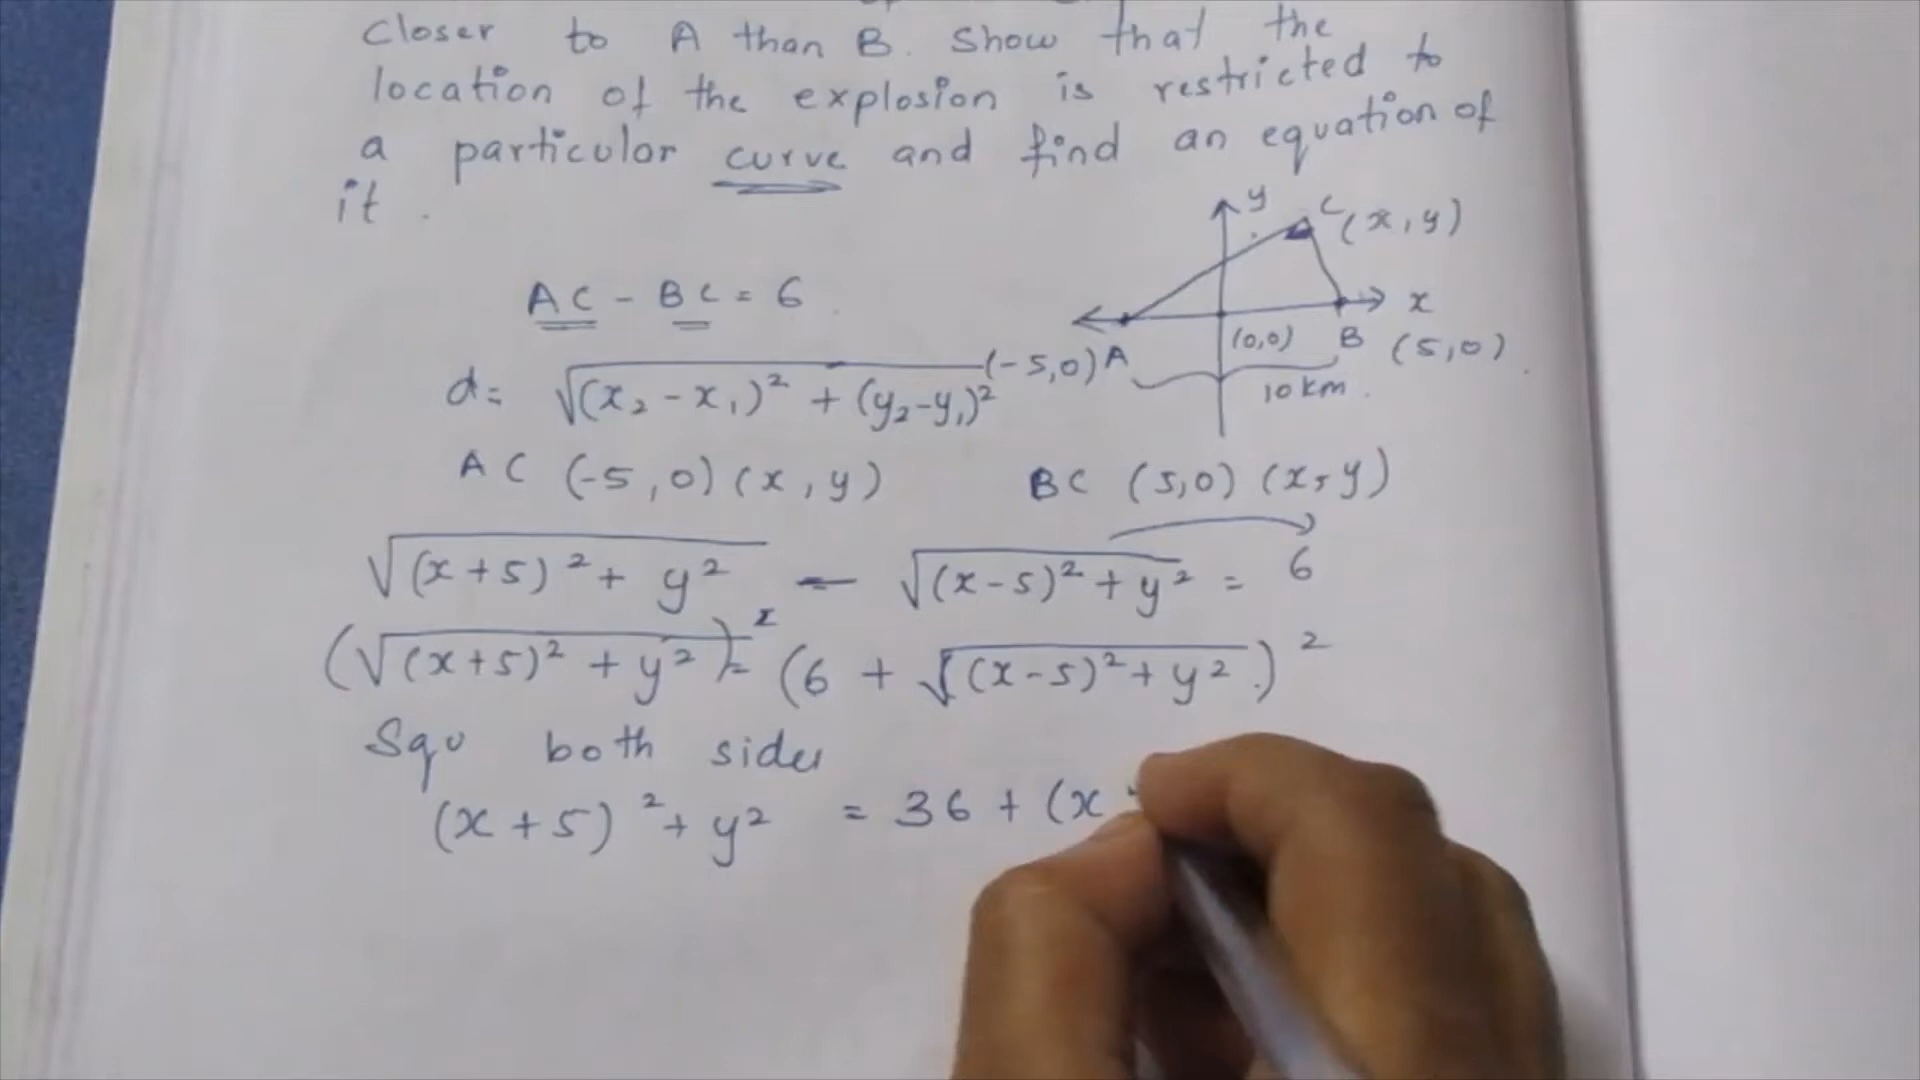 closer to A than B. Show that the
location of the explosion is restricted to
a particular curve and find an equation of
it.
y
C (x, y)
x
(0,0)
B (5,0)
(-5,0) A
10 km.
AC - BC = 6
d = √(x₂ - x₁)² + (y₂-y₁)²
AC (-5,0) (x, y)
BC (5,0) (x, y)
√(x+5)² + y² - √(x-5)² + y² = 6
(√(x+5)² + y²)² = (6 + √(x-5)² + y².)²
Squ both sides
(x+5)² + y² = 36 + (x